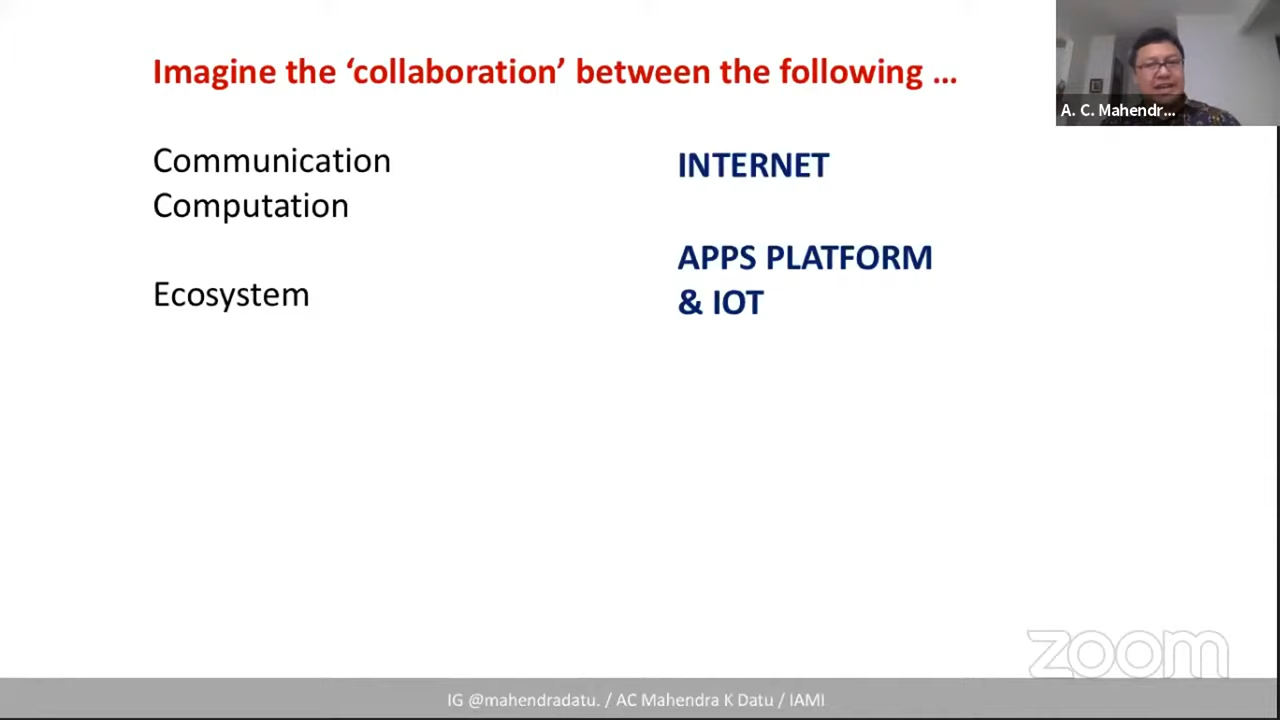 Imagine the ‘collaboration’ between the following …
A. C. Mahendr...
Communication
Computation
Ecosystem
INTERNET
APPS PLATFORM
& IOT
zoom
IG @mahendradatu. / AC Mahendra K Datu / IAMI